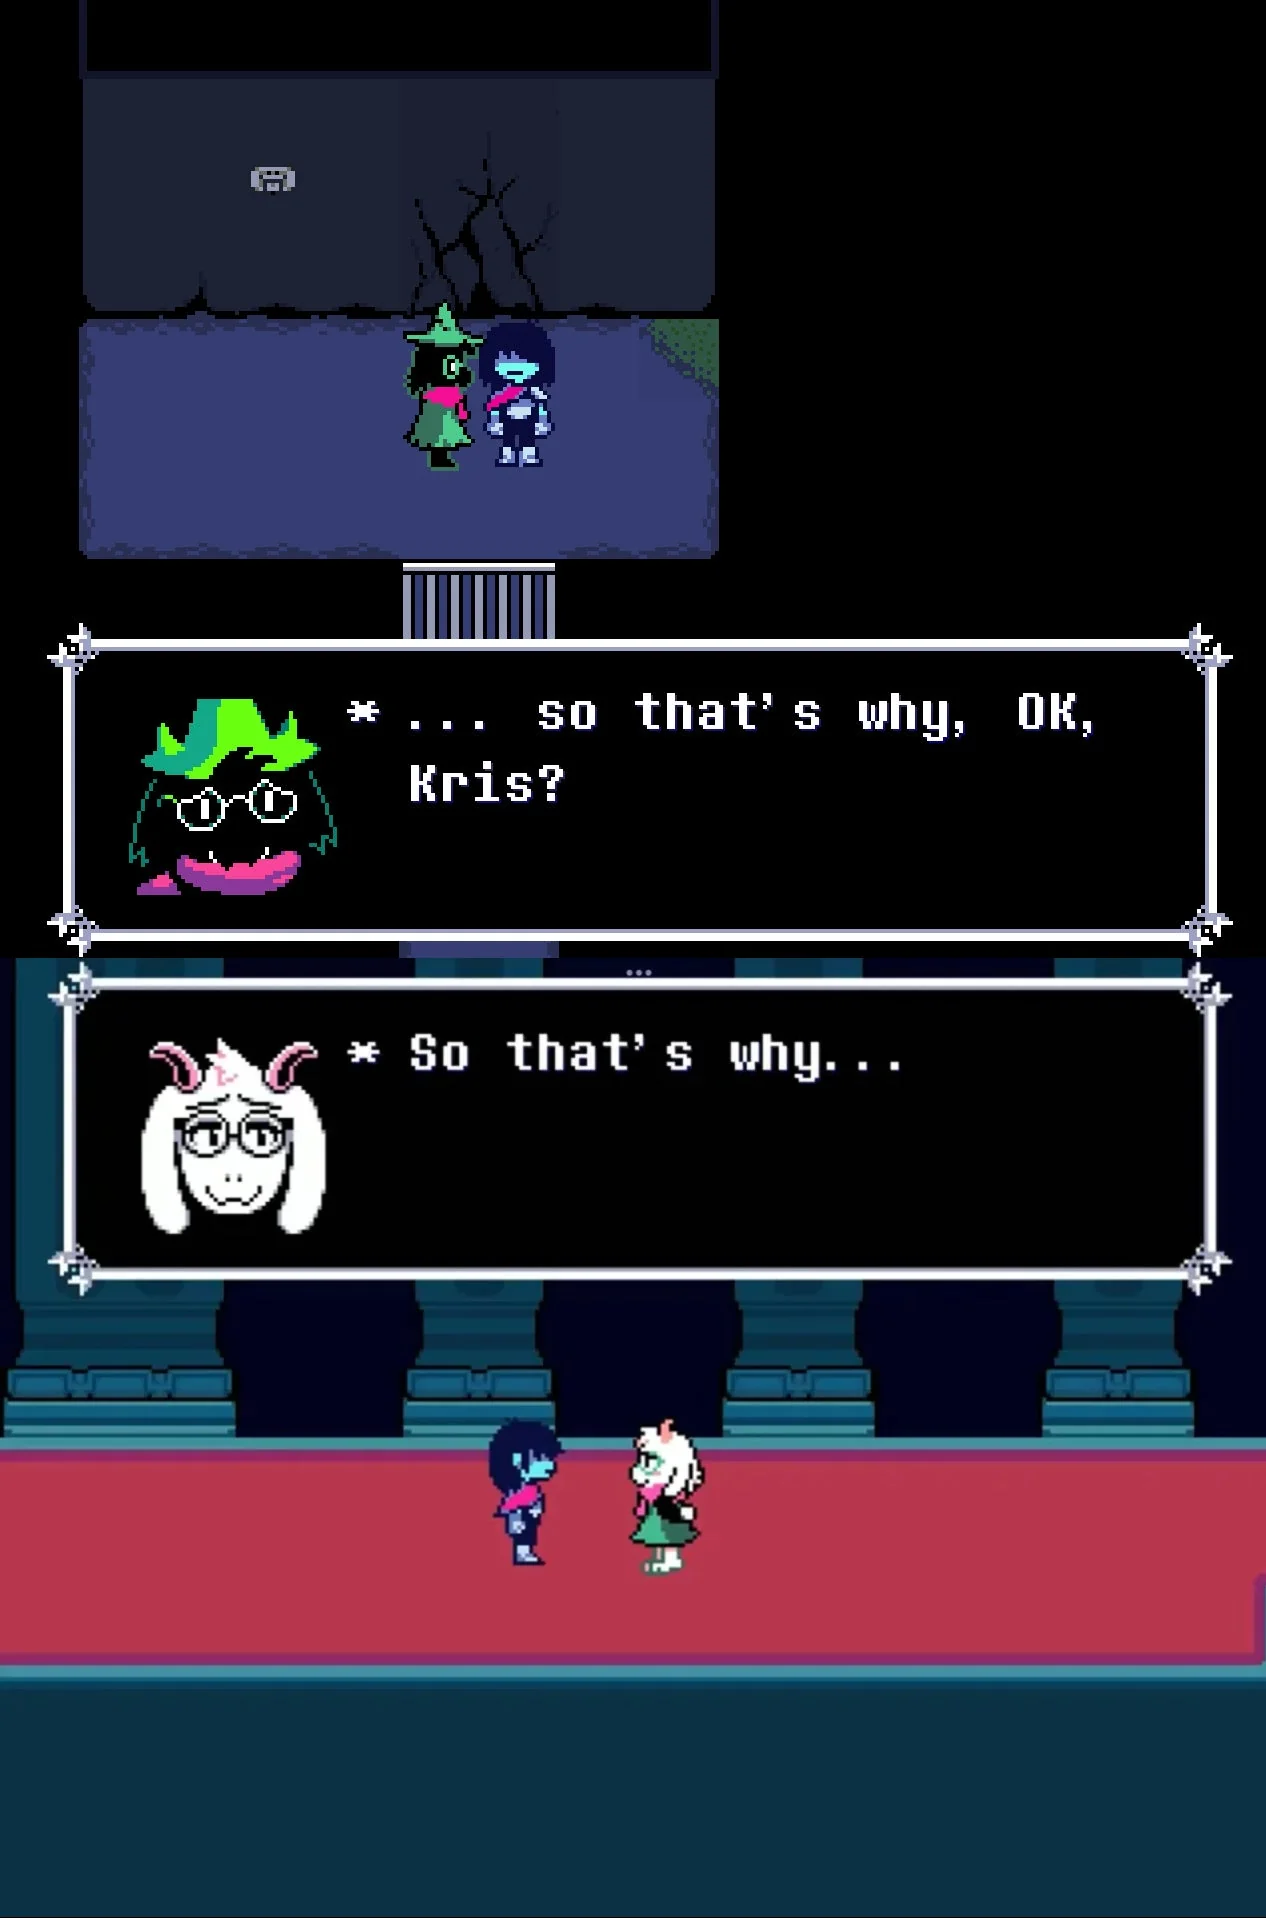 * ... so that's why, OK,
Kris?
...
* So that's why...